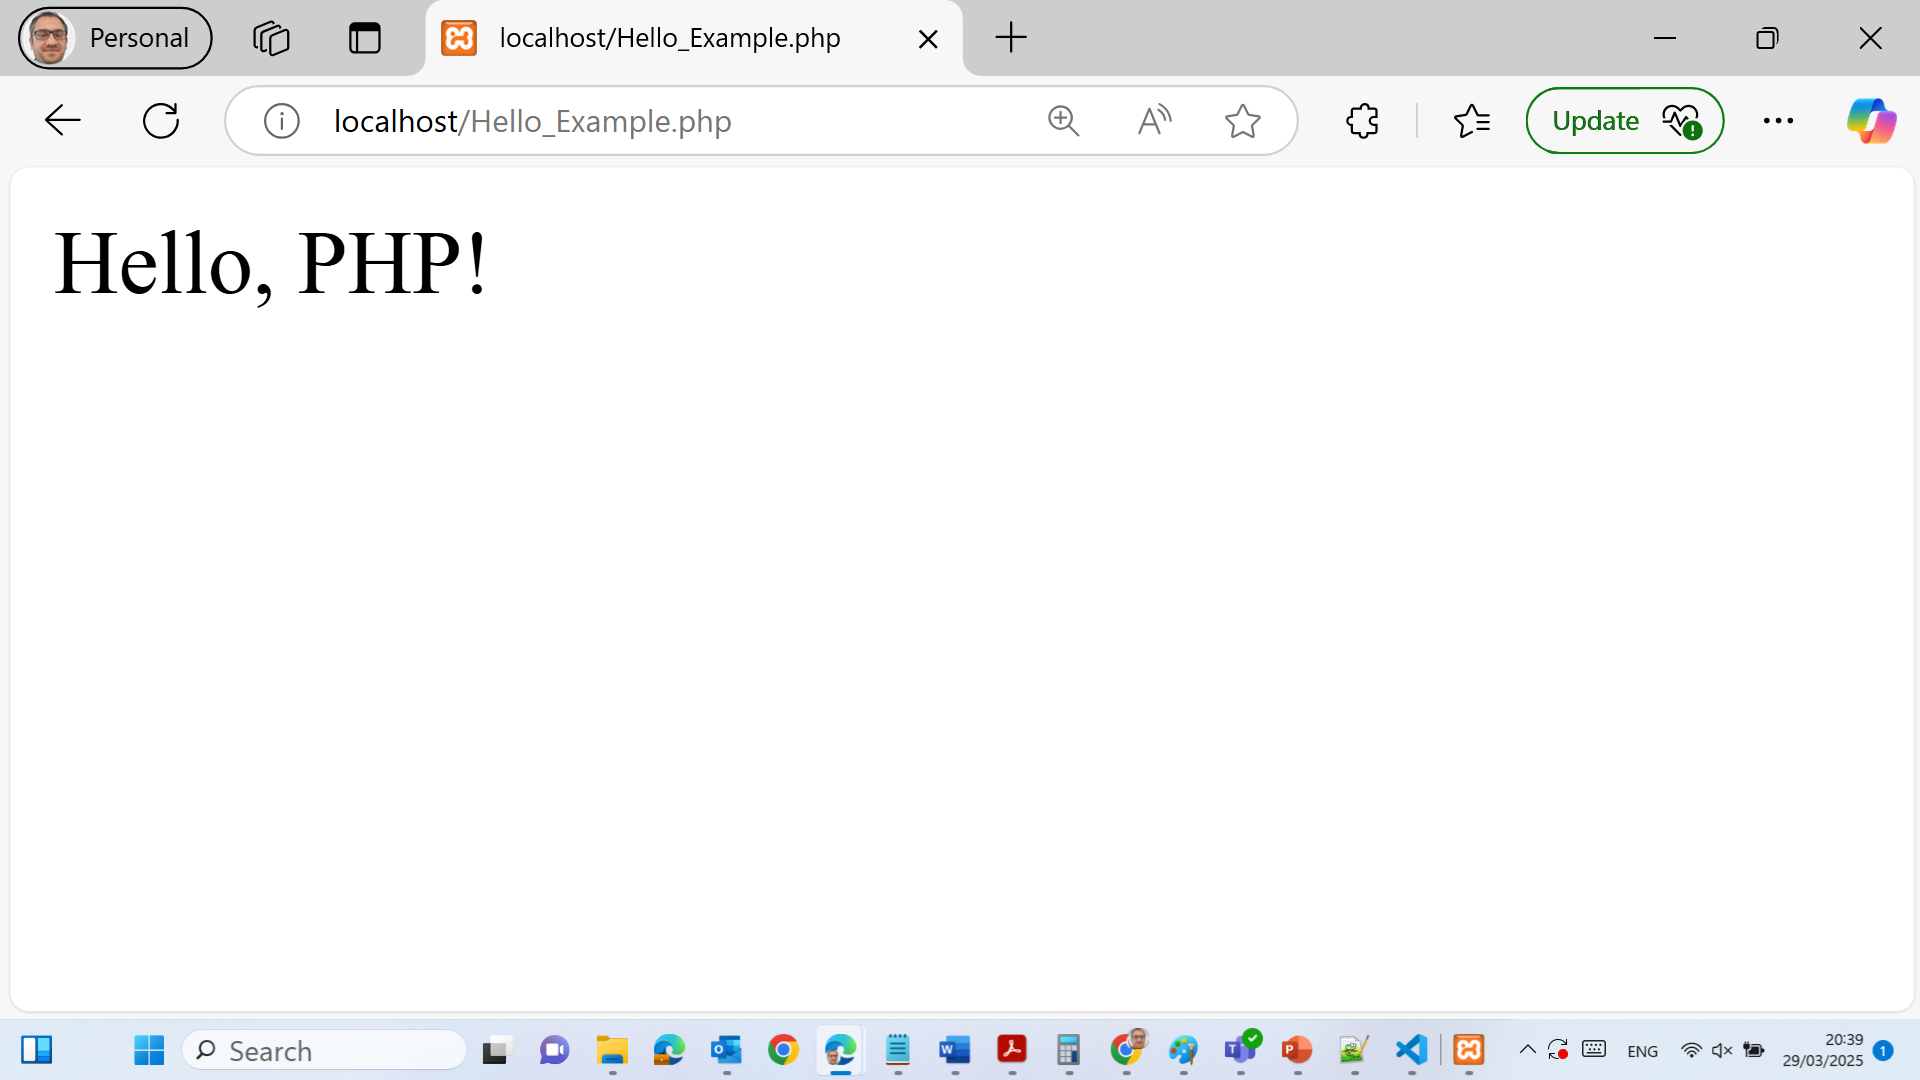 Personal
localhost/Hello_Example.php
localhost/Hello_Example.php
Update
Hello, PHP!
Search
ENG
20:39
29/03/2025
1